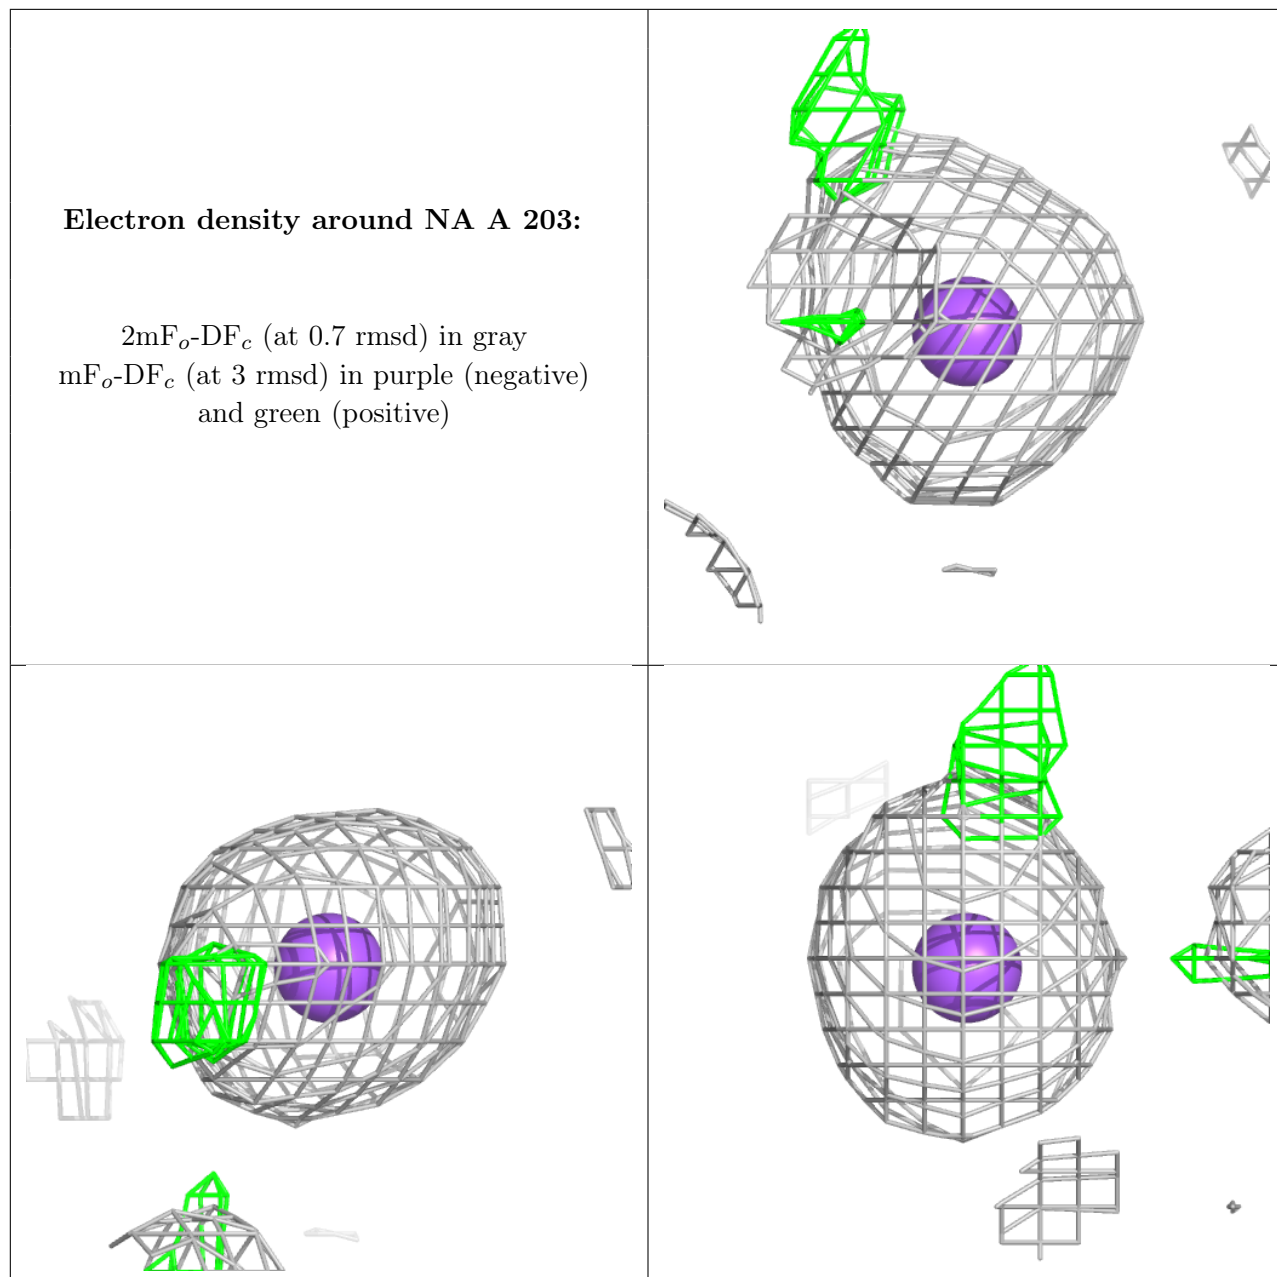 Electron density around NA A 203:
2mFo-DFc (at 0.7 rmsd) in gray
mFo-DFc (at 3 rmsd) in purple (negative)
and green (positive)